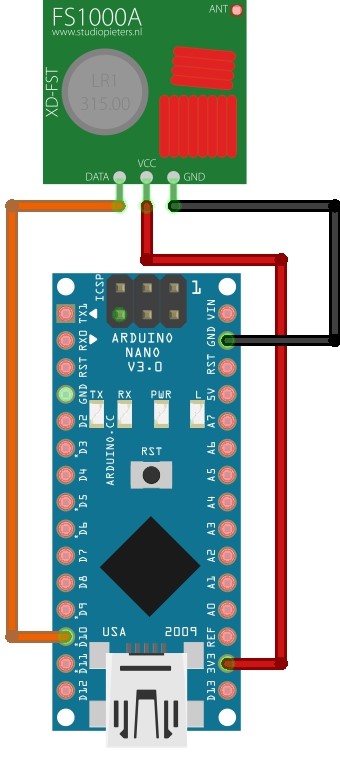 FS1000A
www.studiopieters.nl
ANT
XD-FST
LR1
315.00
VCC
DATA
GND
ICSP
1
TX1
VIN
RX0
GND
ARDUINO
NANO
V3.0
RST
RST
GND
5V
TX RX PWR L
D2
A7
ARDUINO.CC
D3
A6
RST
D4
A5
D5
A4
D6
A3
D7
A2
D8
A1
D9
A0
D10
REF
USA 2009
D11
3V3
D12
D13